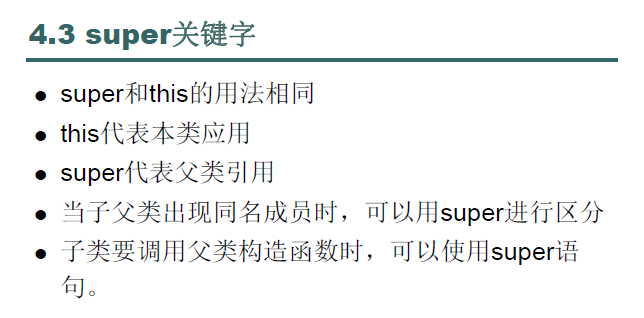 4.3 super关键字
● super和this的用法相同
● this代表本类应用
● super代表父类引用
● 当子父类出现同名成员时，可以用super进行区分
● 子类要调用父类构造函数时，可以使用super语
句。